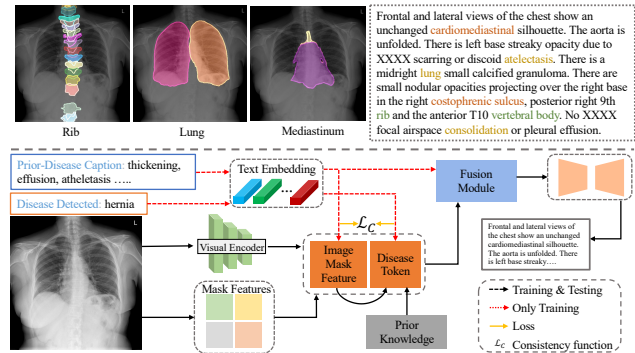 Rib
Lung
Mediastinum
L
L
L
Frontal and lateral views of the chest show an
unchanged cardiomediastinal silhouette. The aorta is
unfolded. There is left base streaky opacity due to
XXXX scarring or discoid atelectasis. There is a
midright lung small calcified granuloma. There are
small nodular opacities projecting over the right base
in the right costophrenic sulcus, posterior right 9th
rib and the anterior T10 vertebral body. No XXXX
focal airspace consolidation or pleural effusion.
Prior-Disease Caption: thickening,
effusion, atheletasis …..
Disease Detected: hernia
L
Text Embedding
Visual Encoder
Mask Features
ℒC
Image
Mask
Feature
Disease
Token
Prior
Knowledge
Fusion
Module
Frontal and lateral views of
the chest show an unchanged
cardiomediastinal silhouette.
The aorta is unfolded. There
is left base streaky….
Training & Testing
Only Training
Loss
ℒC Consistency function